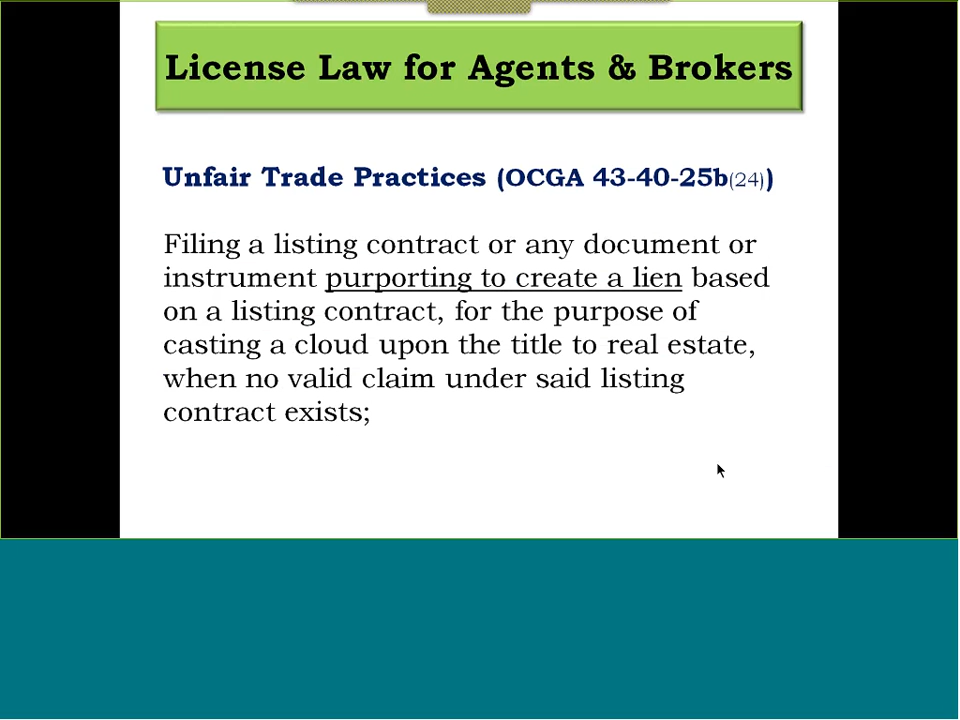 License Law for Agents & Brokers
Unfair Trade Practices (OCGA 43-40-25b(24))
Filing a listing contract or any document or
instrument purporting to create a lien based
on a listing contract, for the purpose of
casting a cloud upon the title to real estate,
when no valid claim under said listing
contract exists;